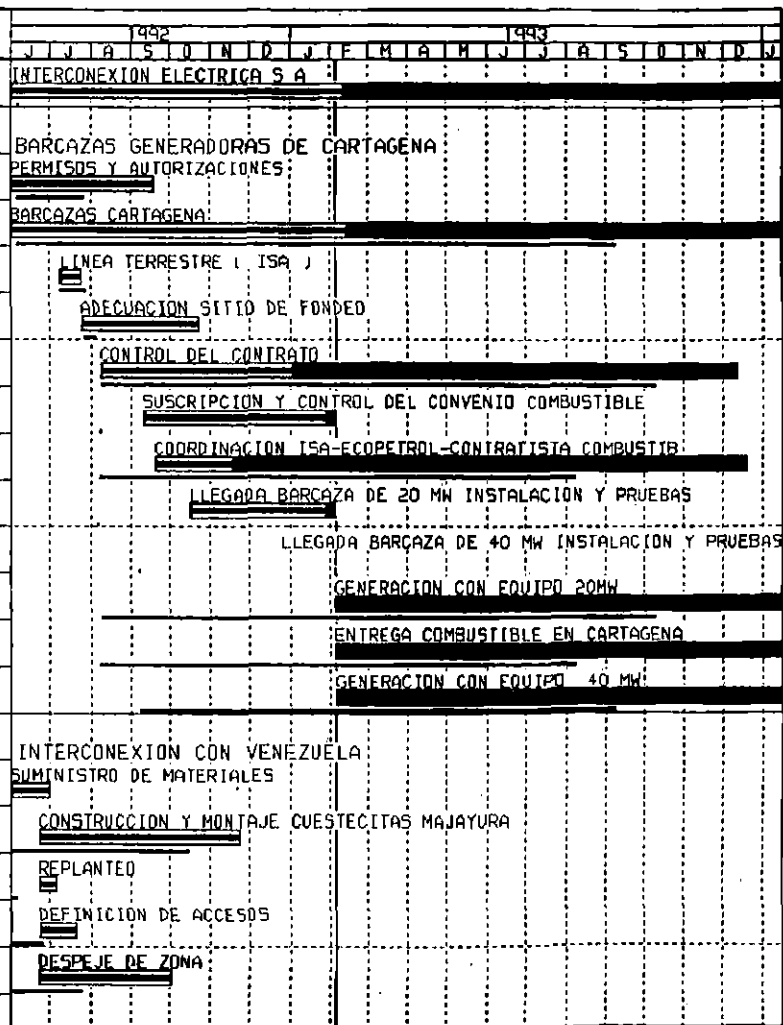 1992 1993
J J A S O N D J F M A M J J A S O N D J
INTERCONEXION ELECTRICA S A
BARCAZAS GENERADORAS DE CARTAGENA
PERMISOS Y AUTORIZACIONES
BARCAZAS CARTAGENA
LINEA TERRESTRE ( ISA )
ADECUACION SITIO DE FONDEO
CONTROL DEL CONTRATO
SUSCRIPCION Y CONTROL DEL CONVENIO COMBUSTIBLE
COORDINACION ISA-ECOPETROL-CONTRATISTA COMBUSTIB
LLEGADA BARCAZA DE 20 MW INSTALACION Y PRUEBAS
LLEGADA BARCAZA DE 40 MW INSTALACION Y PRUEBAS
GENERACION CON EQUIPO 20MW
ENTREGA COMBUSTIBLE EN CARTAGENA
GENERACION CON EQUIPO 40 MW
INTERCONEXION CON VENEZUELA
SUMINISTRO DE MATERIALES
CONSTRUCCION Y MONTAJE CUESTECITAS MAJAYURA
REPLANTEO
DEFINICION DE ACCESOS
DESPEJE DE ZONA